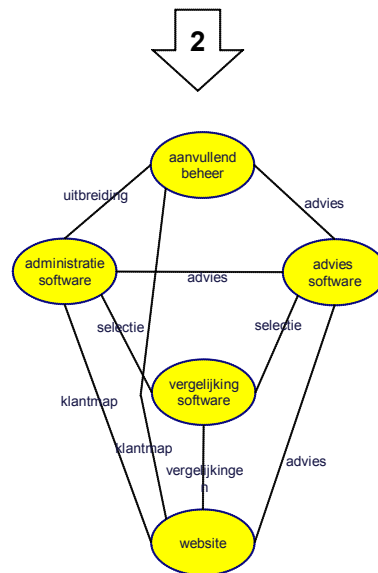 2
aanvullend
beheer
uitbreiding
advies
administratie
software
advies
advies
software
selectie
selectie
vergelijking
software
klantmap
klantmap
vergelijkinge
n
advies
website